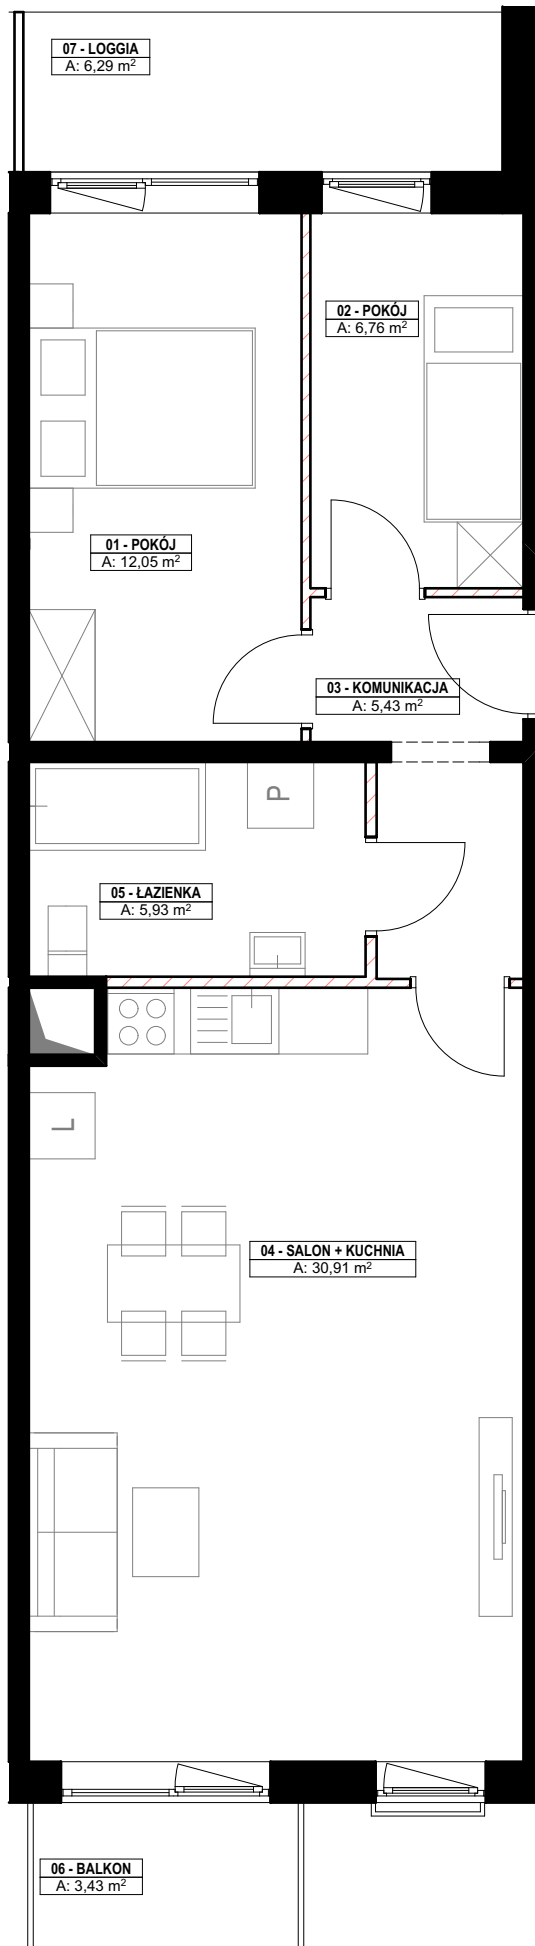 07 - LOGGIA
A: 6,29 m²
02 - POKÓJ
A: 6,76 m²
01 - POKÓJ
A: 12,05 m²
03 - KOMUNIKACJA
A: 5,43 m²
P
05 - ŁAZIENKA
A: 5,93 m²
L
04 - SALON + KUCHNIA
A: 30,91 m²
06 - BALKON
A: 3,43 m²